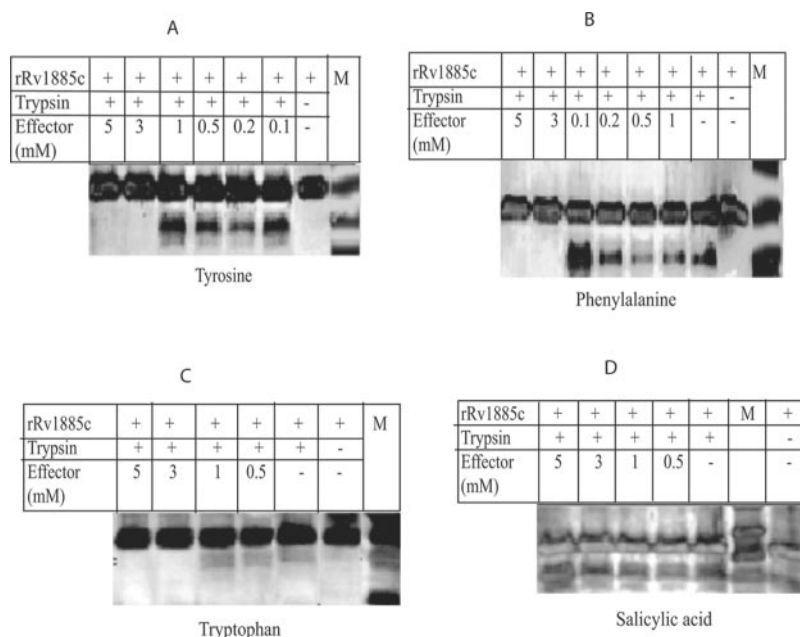 A
rRv1885c + + + + + + + M
Trypsin + + + + + + -
Effector 5 3 1 0.5 0.2 0.1 -
(mM)
Tyrosine
B
rRv1885c + + + + + + + + M
Trypsin + + + + + + + -
Effector 5 3 0.1 0.2 0.5 1 - -
(mM)
Phenylalanine
C
rRv1885c + + + + + + M
Trypsin + + + + + -
Effector 5 3 1 0.5 - -
(mM)
Tryptophan
D
rRv1885c + + + + + M +
Trypsin + + + + + -
Effector 5 3 1 0.5 - -
(mM)
Salicylic acid